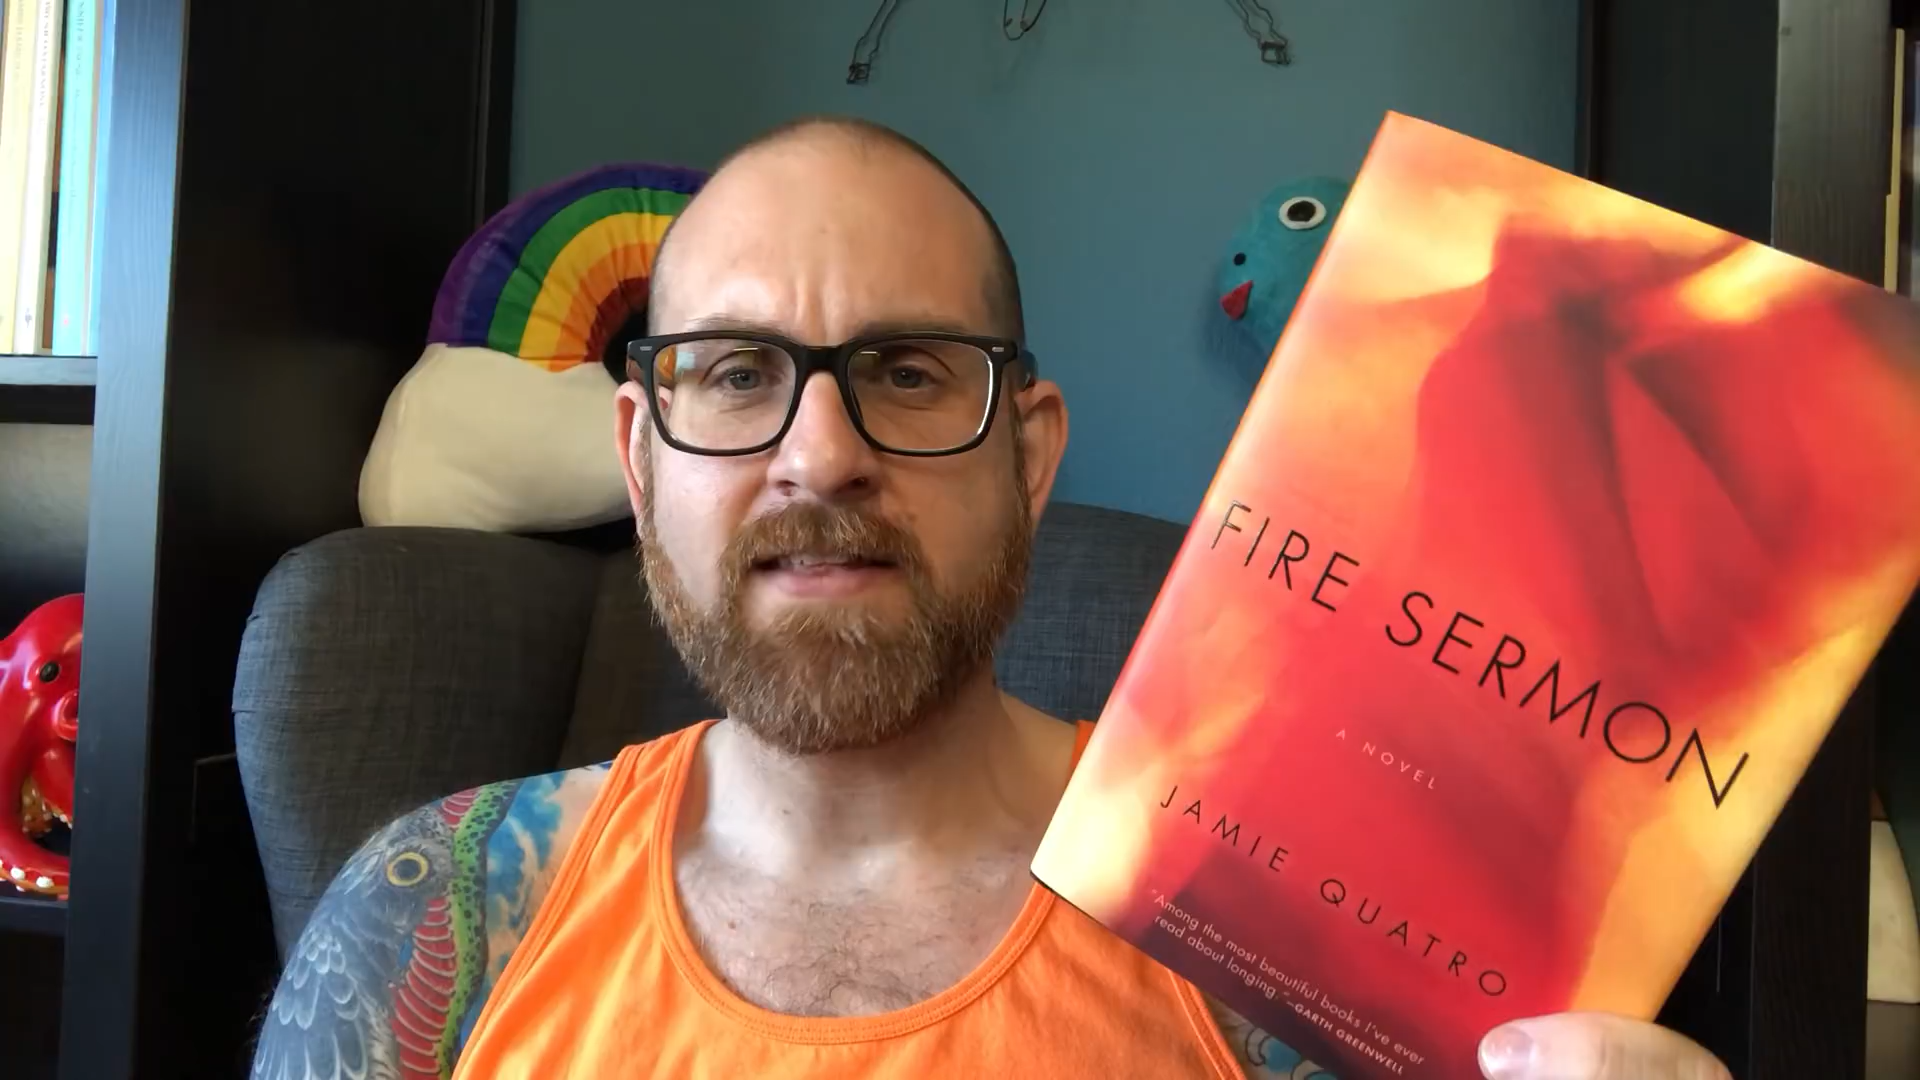 FIRE SERMON
A NOVEL
JAMIE QUATRO
"Among the most beautiful books I've ever
read about longing."—GARTH GREENWELL